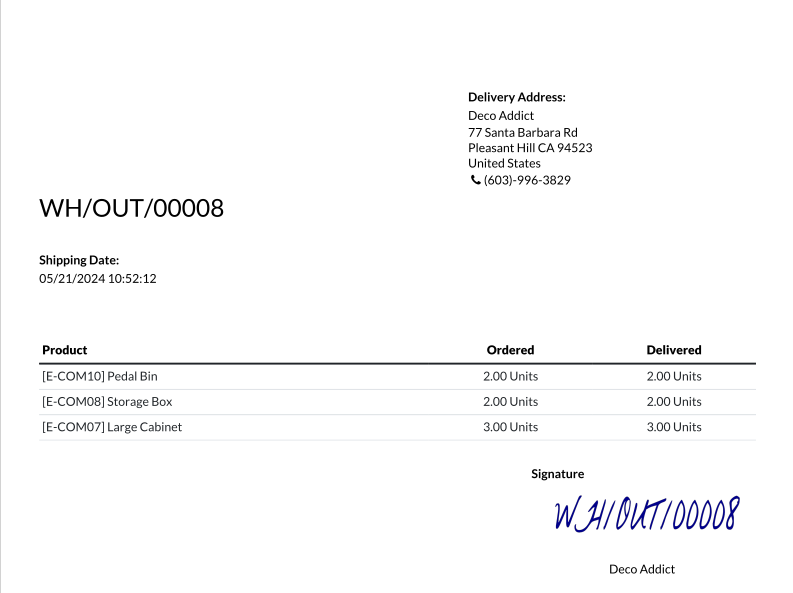 Delivery Address:
Deco Addict
77 Santa Barbara Rd
Pleasant Hill CA 94523
United States
(603)-996-3829
WH/OUT/00008
Shipping Date:
05/21/2024 10:52:12
Product Ordered Delivered
[E-COM10] Pedal Bin 2.00 Units 2.00 Units
[E-COM08] Storage Box 2.00 Units 2.00 Units
[E-COM07] Large Cabinet 3.00 Units 3.00 Units
Signature
WH/OUT/00008
Deco Addict